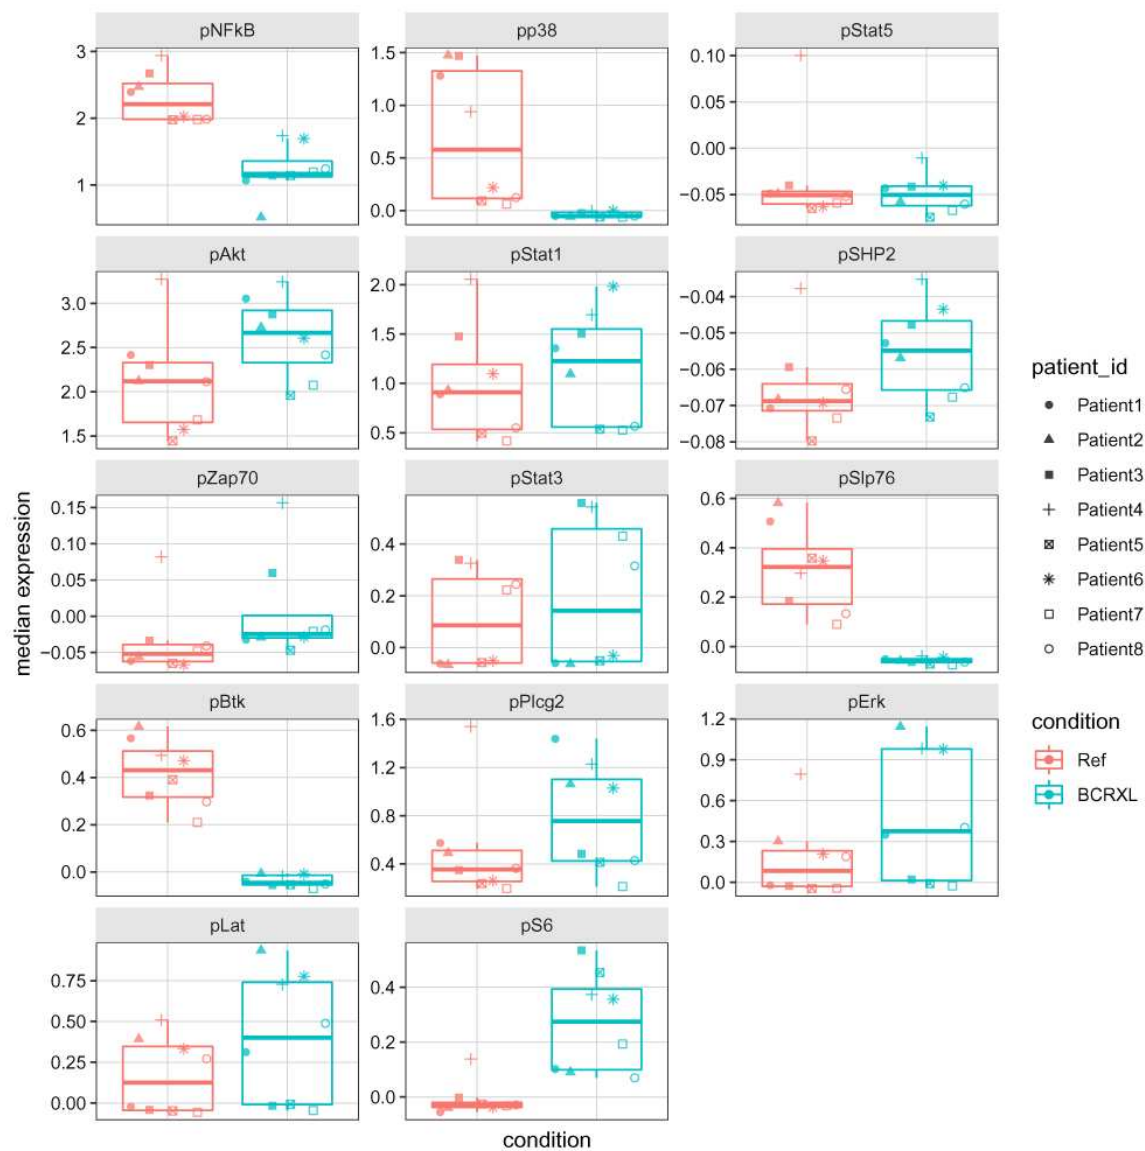 pNFkB
pp38
pStat5
3
2
1
1.5
1.0
0.5
0.0
0.10
0.05
0.00
−0.05
pAkt
pStat1
pSHP2
3.0
2.5
2.0
1.5
2.0
1.5
1.0
0.5
−0.04
−0.05
−0.06
−0.07
−0.08
pZap70
pStat3
pSlp76
0.15
0.10
0.05
0.00
−0.05
0.4
0.2
0.0
0.6
0.4
0.2
0.0
pBtk
pPlcg2
pErk
0.6
0.4
0.2
0.0
1.6
1.2
0.8
0.4
1.2
0.9
0.6
0.3
0.0
pLat
pS6
0.75
0.50
0.25
0.00
0.4
0.2
0.0
median expression
condition
patient_id
Patient1
Patient2
Patient3
Patient4
Patient5
Patient6
Patient7
Patient8
condition
Ref
BCRXL